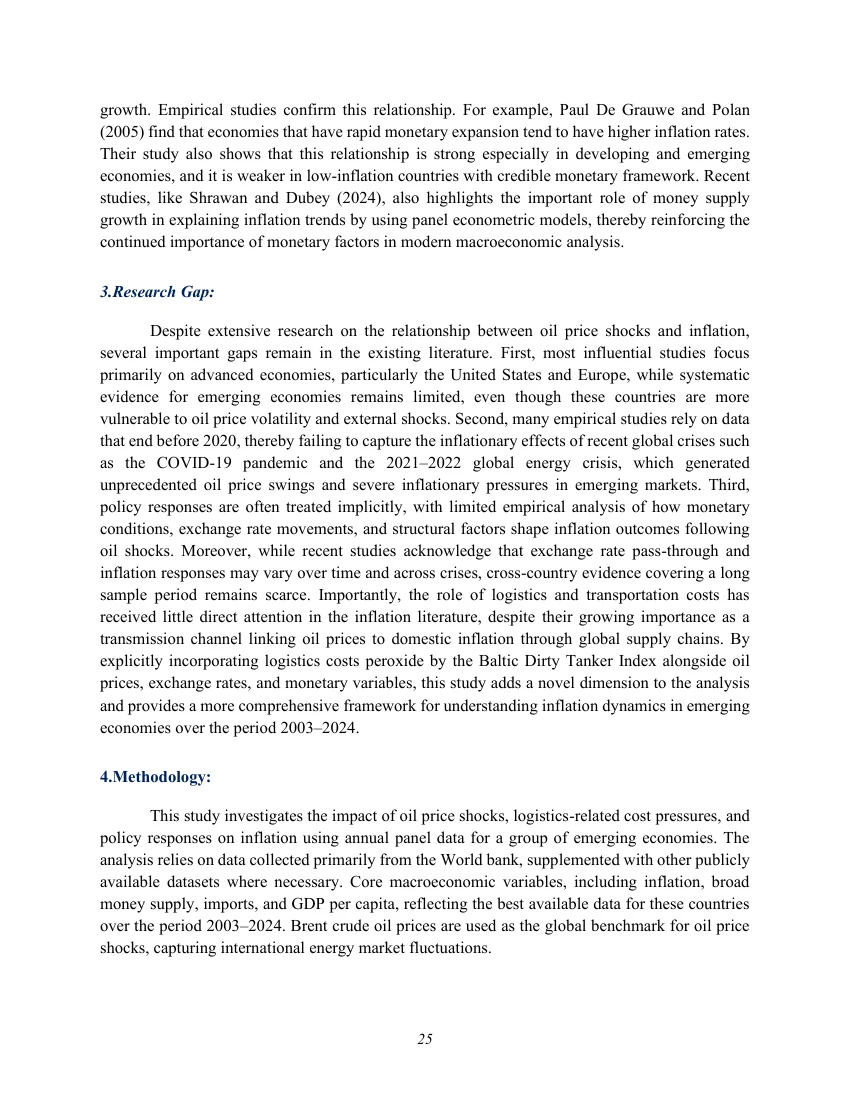 growth. Empirical studies confirm this relationship. For example, Paul De Grauwe and Polan
(2005) find that economies that have rapid monetary expansion tend to have higher inflation rates.
Their study also shows that this relationship is strong especially in developing and emerging
economies, and it is weaker in low-inflation countries with credible monetary framework. Recent
studies, like Shrawan and Dubey (2024), also highlights the important role of money supply
growth in explaining inflation trends by using panel econometric models, thereby reinforcing the
continued importance of monetary factors in modern macroeconomic analysis.
3.Research Gap:
Despite extensive research on the relationship between oil price shocks and inflation,
several important gaps remain in the existing literature. First, most influential studies focus
primarily on advanced economies, particularly the United States and Europe, while systematic
evidence for emerging economies remains limited, even though these countries are more
vulnerable to oil price volatility and external shocks. Second, many empirical studies rely on data
that end before 2020, thereby failing to capture the inflationary effects of recent global crises such
as the COVID-19 pandemic and the 2021–2022 global energy crisis, which generated
unprecedented oil price swings and severe inflationary pressures in emerging markets. Third,
policy responses are often treated implicitly, with limited empirical analysis of how monetary
conditions, exchange rate movements, and structural factors shape inflation outcomes following
oil shocks. Moreover, while recent studies acknowledge that exchange rate pass-through and
inflation responses may vary over time and across crises, cross-country evidence covering a long
sample period remains scarce. Importantly, the role of logistics and transportation costs has
received little direct attention in the inflation literature, despite their growing importance as a
transmission channel linking oil prices to domestic inflation through global supply chains. By
explicitly incorporating logistics costs peroxide by the Baltic Dirty Tanker Index alongside oil
prices, exchange rates, and monetary variables, this study adds a novel dimension to the analysis
and provides a more comprehensive framework for understanding inflation dynamics in emerging
economies over the period 2003–2024.
4.Methodology:
This study investigates the impact of oil price shocks, logistics-related cost pressures, and
policy responses on inflation using annual panel data for a group of emerging economies. The
analysis relies on data collected primarily from the World bank, supplemented with other publicly
available datasets where necessary. Core macroeconomic variables, including inflation, broad
money supply, imports, and GDP per capita, reflecting the best available data for these countries
over the period 2003–2024. Brent crude oil prices are used as the global benchmark for oil price
shocks, capturing international energy market fluctuations.
25